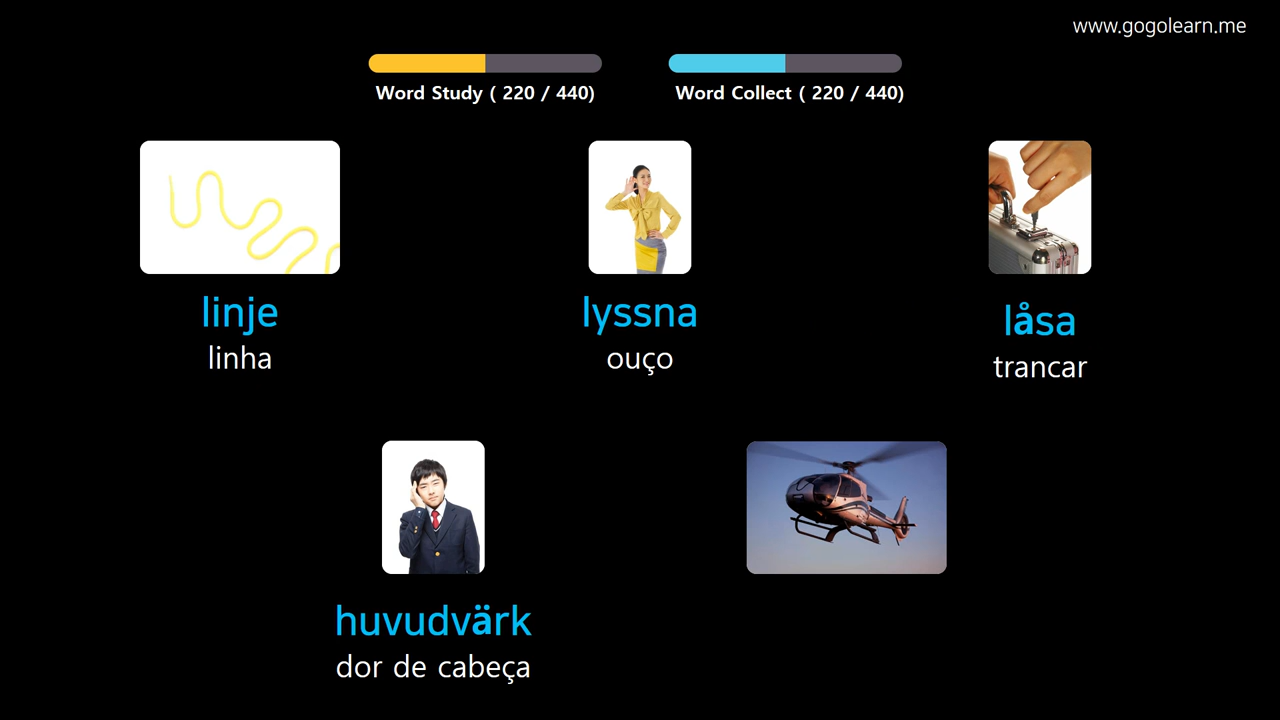 www.gogolearn.me
Word Study ( 220 / 440)
Word Collect ( 220 / 440)
linje
linha
lyssna
ouço
låsa
trancar
huvudvärk
dor de cabeça